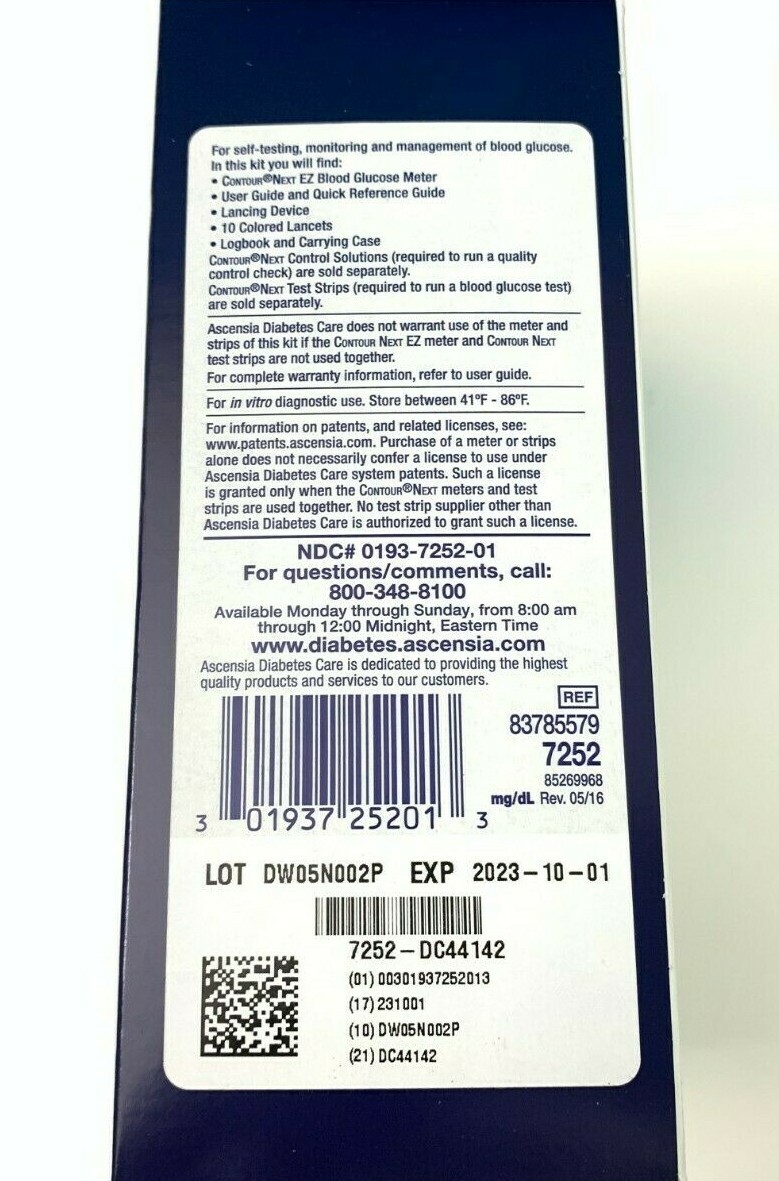 For self-testing, monitoring and management of blood glucose.
In this kit you will find:
• CONTOUR®NEXT EZ Blood Glucose Meter
• User Guide and Quick Reference Guide
• Lancing Device
• 10 Colored Lancets
• Logbook and Carrying Case
CONTOUR®NEXT Control Solutions (required to run a quality
control check) are sold separately.
CONTOUR®NEXT Test Strips (required to run a blood glucose test)
are sold separately.
Ascensia Diabetes Care does not warrant use of the meter and
strips of this kit if the CONTOUR NEXT EZ meter and CONTOUR NEXT
test strips are not used together.
For complete warranty information, refer to user guide.
For in vitro diagnostic use. Store between 41°F - 86°F.
For information on patents, and related licenses, see:
www.patents.ascensia.com. Purchase of a meter or strips
alone does not necessarily confer a license to use under
Ascensia Diabetes Care system patents. Such a license
is granted only when the CONTOUR®NEXT meters and test
strips are used together. No test strip supplier other than
Ascensia Diabetes Care is authorized to grant such a license.
NDC# 0193-7252-01
For questions/comments, call:
800-348-8100
Available Monday through Sunday, from 8:00 am
through 12:00 Midnight, Eastern Time
www.diabetes.ascensia.com
Ascensia Diabetes Care is dedicated to providing the highest
quality products and services to our customers.
REF
83785579
7252
85269968
mg/dL Rev. 05/16
3 01937 25201 3
LOT DW05N002P EXP 2023-10-01
7252-DC44142
(01) 00301937252013
(17) 231001
(10) DW05N002P
(21) DC44142